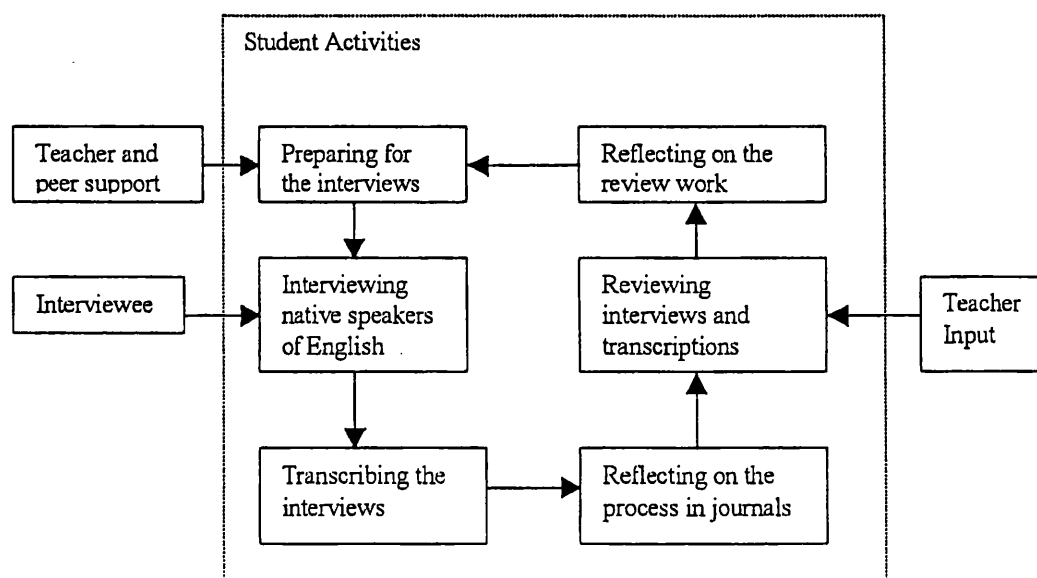 Student Activities
Teacher and
peer support
Preparing for
the interviews
Reflecting on the
review work
Interviewee
Interviewing
native speakers
of English
Reviewing
interviews and
transcriptions
Teacher
Input
Transcribing the
interviews
Reflecting on the
process in journals